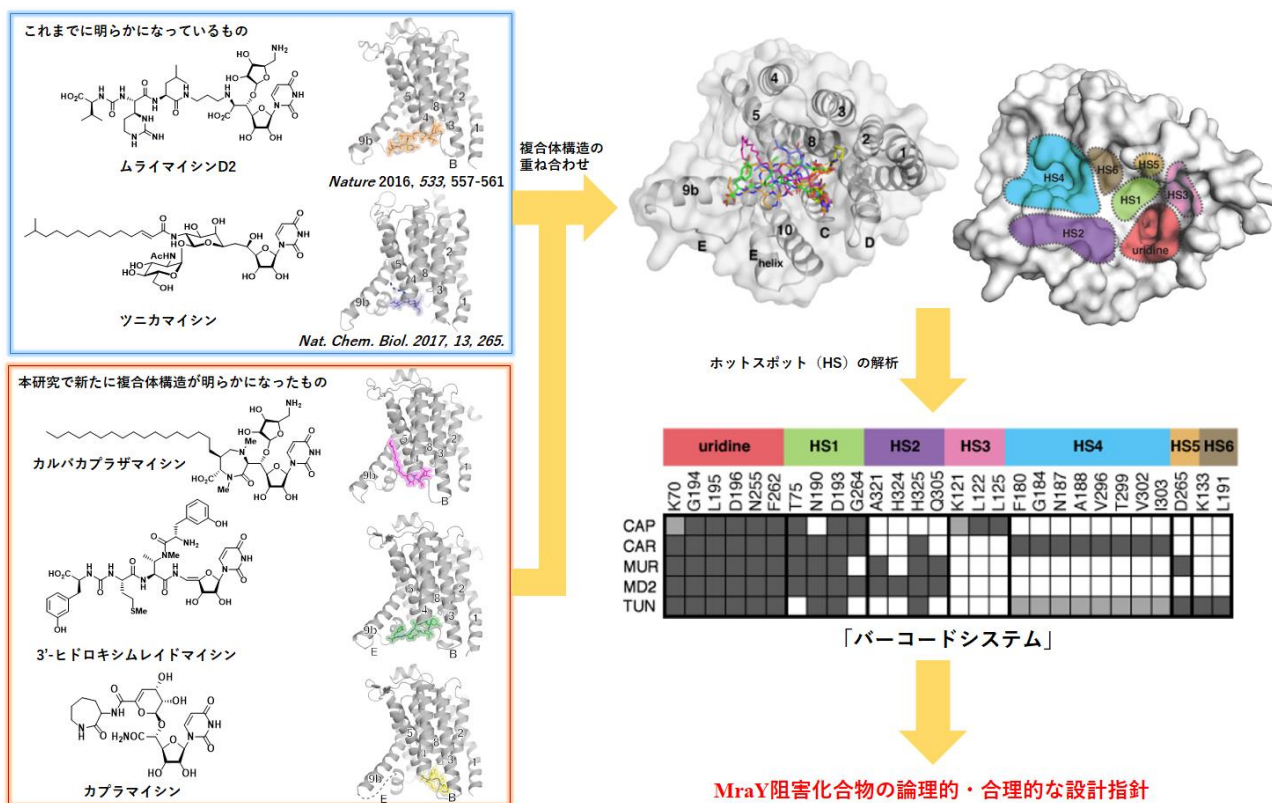 これまでに明らかになっているもの
ムライマイシンD2
Nature 2016, 533, 557-561
ツニカマイシン
Nat. Chem. Biol. 2017, 13, 265.
本研究で新たに複合体構造が明らかになったもの
カルバカプラザマイシン
3'-ヒドロキシムレイドマイシン
カプラマイシン
複合体構造の
重ね合わせ
4
5
3
8
2
1
9b
10
C
D
E
Ehelix
HS4
HS6
HS5
HS1
HS3
HS2
uridine
ホットスポット（HS）の解析
uridine HS1 HS2 HS3 HS4 HS5 HS6
K70 G194 L195 D196 N255 F262 T75 N190 D193 G264 A321 H324 H325 Q305 K121 L122 L125 F180 G184 N187 A188 V296 T299 V302 I303 D265 K133 L191
CAP
CAR
MUR
MD2
TUN
「バーコードシステム」
MraY阻害化合物の論理的・合理的な設計指針